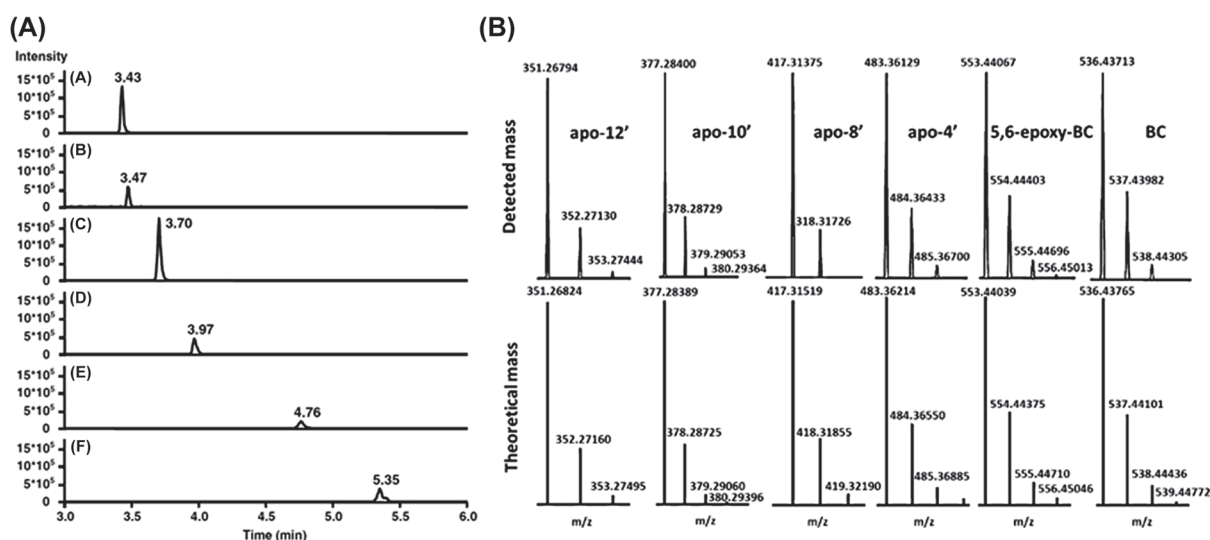 (A)
Intensity
15*10⁵
10*10⁵
5*10⁵
0
(A)
3.43
15*10⁵
10*10⁵
5*10⁵
0
(B)
3.47
15*10⁵
10*10⁵
5*10⁵
0
(C)
3.70
15*10⁵
10*10⁵
5*10⁵
0
(D)
3.97
15*10⁵
10*10⁵
5*10⁵
0
(E)
4.76
15*10⁵
10*10⁵
5*10⁵
0
(F)
5.35
3.0 3.5 4.0 4.5 5.0 5.5 6.0
Time (min)
(B)
Detected mass
351.26794
apo-12’
352.27130
353.27444
377.28400
apo-10’
378.28729
379.29053
380.29364
417.31375
apo-8’
318.31726
483.36129
apo-4’
484.36433
485.36700
553.44067
5,6-epoxy-BC
554.44403
555.44696
556.45013
536.43713
BC
537.43982
538.44305
Theoretical mass
351.26824
352.27160
353.27495
m/z
377.28389
378.28725
379.29060
380.29396
m/z
417.31519
418.31855
419.32190
m/z
483.36214
484.36550
485.36885
m/z
553.44039
554.44375
555.44710
556.45046
m/z
536.43765
537.44101
538.44436
539.44772
m/z